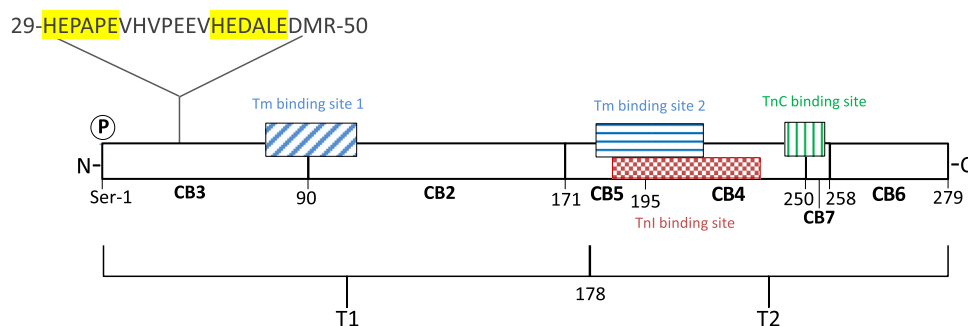 29-HEPAPEVHVPEEVHEDALEDMR-50
Tm binding site 1
Tm binding site 2
TnC binding site
P
N
C
Ser-1
CB3
90
CB2
171
CB5
195
CB4
250
CB7
258
CB6
279
TnI binding site
178
T1
T2